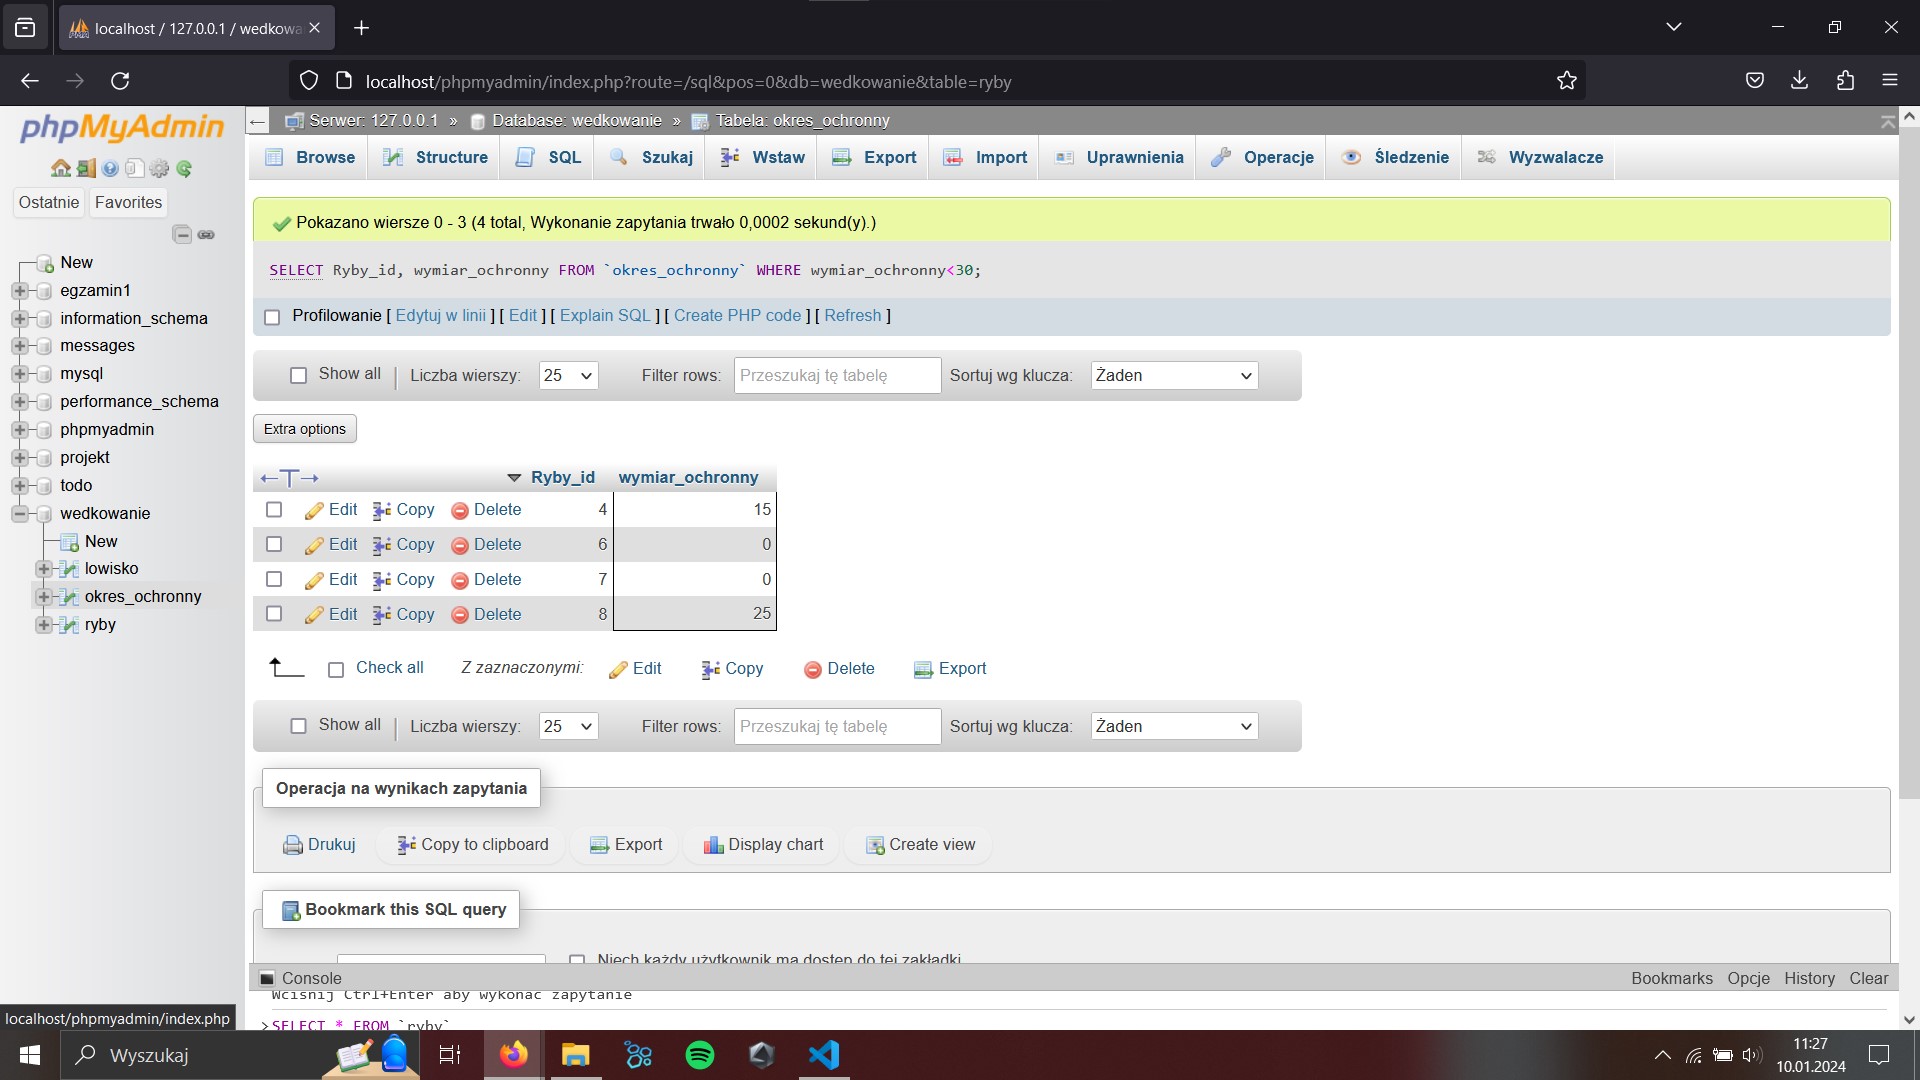 localhost / 127.0.0.1 / wedkowa
localhost/phpmyadmin/index.php?route=/sql&pos=0&db=wedkowanie&table=ryby
phpMyAdmin
Ostatnie Favorites
New
egzamin1
information_schema
messages
mysql
performance_schema
phpmyadmin
projekt
todo
wedkowanie
New
lowisko
okres_ochronny
ryby
localhost/phpmyadmin/index.php
Serwer: 127.0.0.1 » Database: wedkowanie » Tabela: okres_ochronny
Browse Structure SQL Szukaj Wstaw Export Import Uprawnienia Operacje Śledzenie Wyzwalacze
Pokazano wiersze 0 - 3 (4 total, Wykonanie zapytania trwało 0,0002 sekund(y).)
SELECT Ryby_id, wymiar_ochronny FROM `okres_ochronny` WHERE wymiar_ochronny<30;
Profilowanie [ Edytuj w linii ] [ Edit ] [ Explain SQL ] [ Create PHP code ] [ Refresh ]
Show all | Liczba wierszy: 25 Filter rows: Przeszukaj tę tabelę Sortuj wg klucza: Żaden
Extra options
←T→ Ryby_id wymiar_ochronny
Edit Copy Delete 4 15
Edit Copy Delete 6 0
Edit Copy Delete 7 0
Edit Copy Delete 8 25
Check all Z zaznaczonymi: Edit Copy Delete Export
Show all | Liczba wierszy: 25 Filter rows: Przeszukaj tę tabelę Sortuj wg klucza: Żaden
Operacja na wynikach zapytania
Drukuj Copy to clipboard Export Display chart Create view
Bookmark this SQL query
Niech każdy użytkownik ma dostęp do tej zakładki
Console Bookmarks Opcje History Clear
Wciśnij Ctrl+Enter aby wykonać zapytanie
>SELECT * FROM `ryby`
Wyszukaj
11:27
10.01.2024